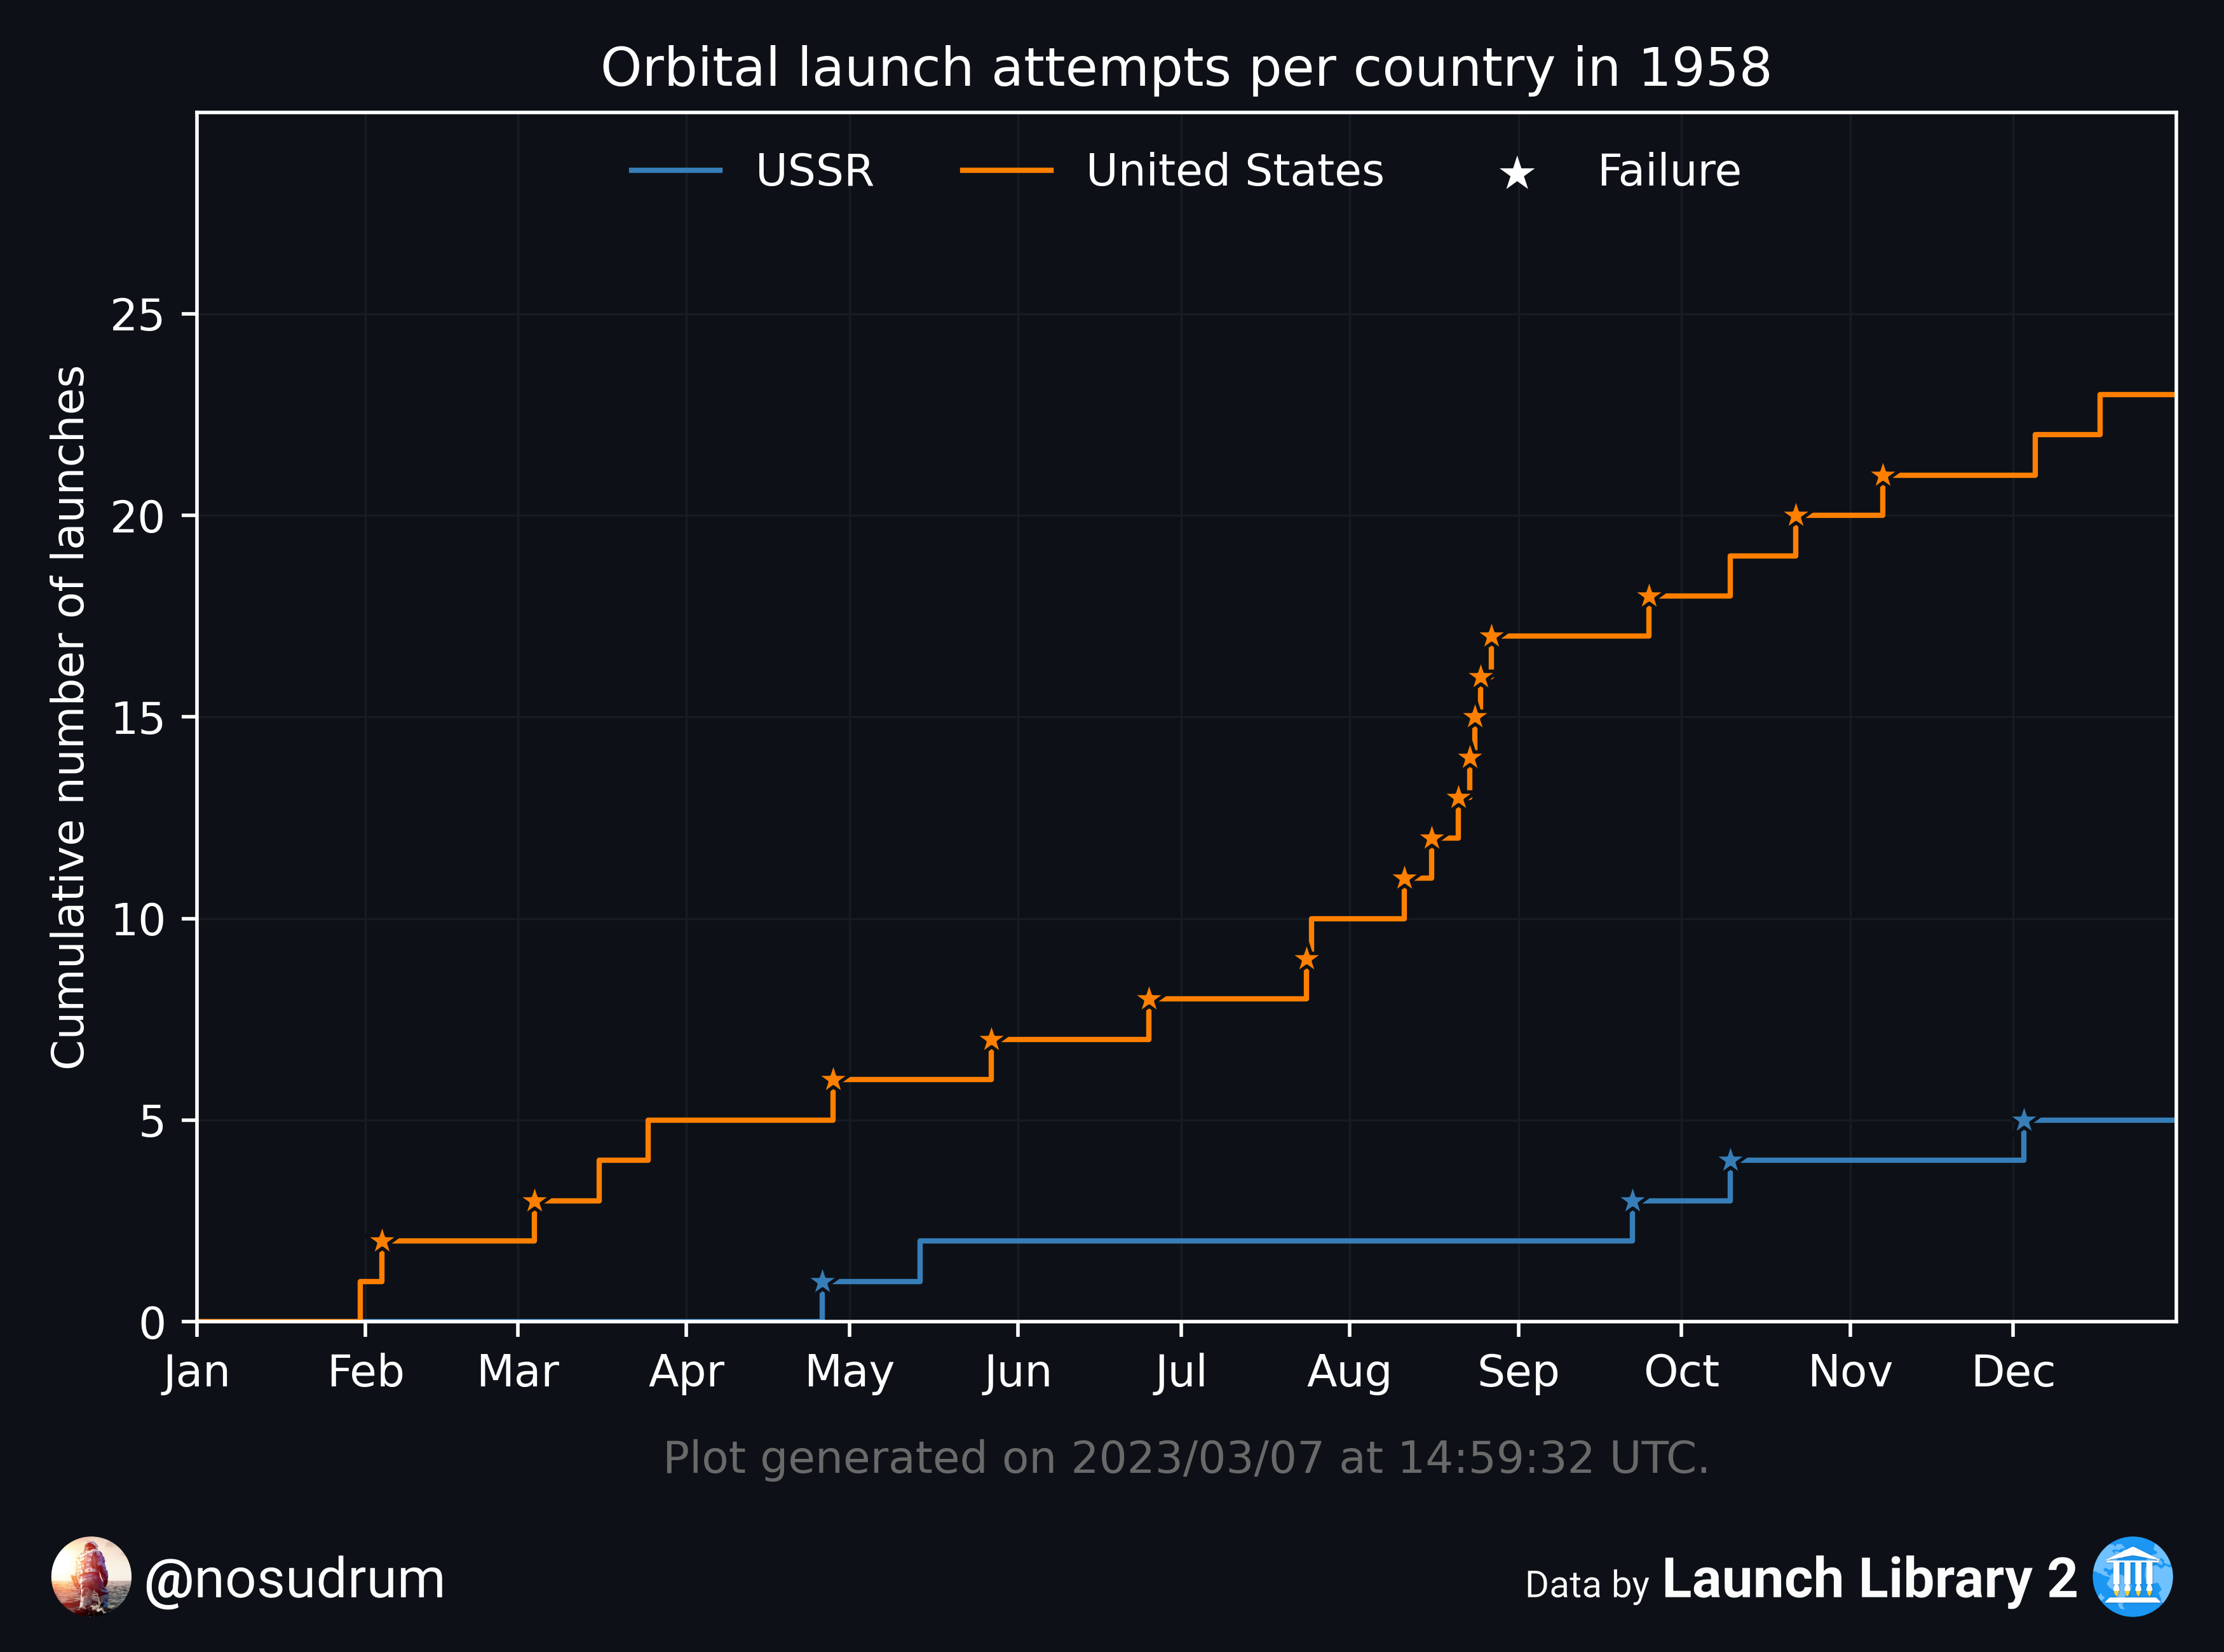 Orbital launch attempts per country in 1958
USSR United States Failure
Cumulative number of launches
25
20
15
10
5
0
Jan Feb Mar Apr May Jun Jul Aug Sep Oct Nov Dec
Plot generated on 2023/03/07 at 14:59:32 UTC.
@nosudrum
Data by Launch Library 2